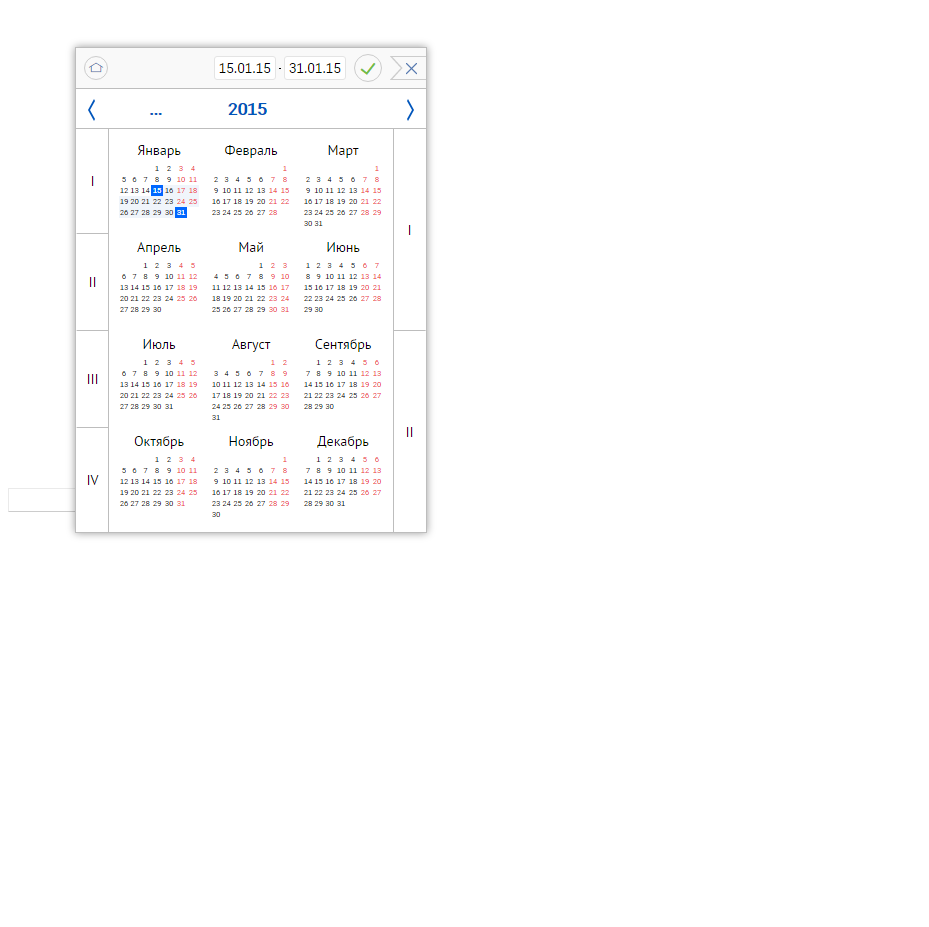 15.01.15 - 31.01.15
... 2015
Январь Февраль Март
1 2 3 4 1 1
5 6 7 8 9 10 11 2 3 4 5 6 7 8 2 3 4 5 6 7 8
I 12 13 14 15 16 17 18 9 10 11 12 13 14 15 9 10 11 12 13 14 15
19 20 21 22 23 24 25 16 17 18 19 20 21 22 16 17 18 19 20 21 22
26 27 28 29 30 31 23 24 25 26 27 28 23 24 25 26 27 28 29
30 31
I
Апрель Май Июнь
1 2 3 4 5 1 2 3 1 2 3 4 5 6 7
6 7 8 9 10 11 12 4 5 6 7 8 9 10 8 9 10 11 12 13 14
II 13 14 15 16 17 18 19 11 12 13 14 15 16 17 15 16 17 18 19 20 21
20 21 22 23 24 25 26 18 19 20 21 22 23 24 22 23 24 25 26 27 28
27 28 29 30 25 26 27 28 29 30 31 29 30
Июль Август Сентябрь
1 2 3 4 5 1 2 1 2 3 4 5 6
6 7 8 9 10 11 12 3 4 5 6 7 8 9 7 8 9 10 11 12 13
III 13 14 15 16 17 18 19 10 11 12 13 14 15 16 14 15 16 17 18 19 20
20 21 22 23 24 25 26 17 18 19 20 21 22 23 21 22 23 24 25 26 27
27 28 29 30 31 24 25 26 27 28 29 30 28 29 30
31
II
Октябрь Ноябрь Декабрь
1 2 3 4 1 1 2 3 4 5 6
5 6 7 8 9 10 11 2 3 4 5 6 7 8 7 8 9 10 11 12 13
IV 12 13 14 15 16 17 18 9 10 11 12 13 14 15 14 15 16 17 18 19 20
19 20 21 22 23 24 25 16 17 18 19 20 21 22 21 22 23 24 25 26 27
26 27 28 29 30 31 23 24 25 26 27 28 29 28 29 30 31
30